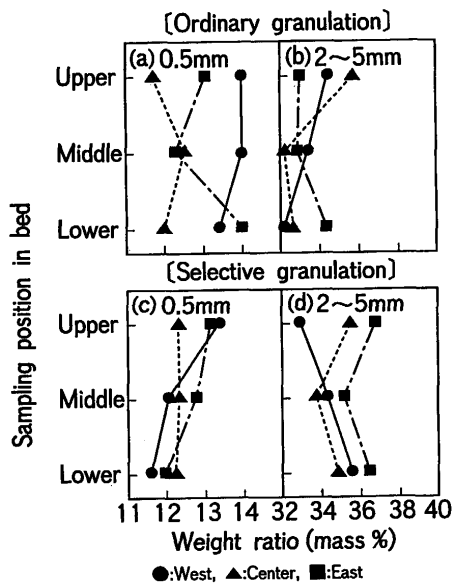 〔Ordinary granulation〕
(a) 0.5mm
(b) 2～5mm
Upper
Middle
Lower
〔Selective granulation〕
(c) 0.5mm
(d) 2～5mm
Upper
Middle
Lower
Sampling position in bed
11 12 13 14 32 34 36 38 40
Weight ratio (mass %)
●:West, ▲:Center, ■:East